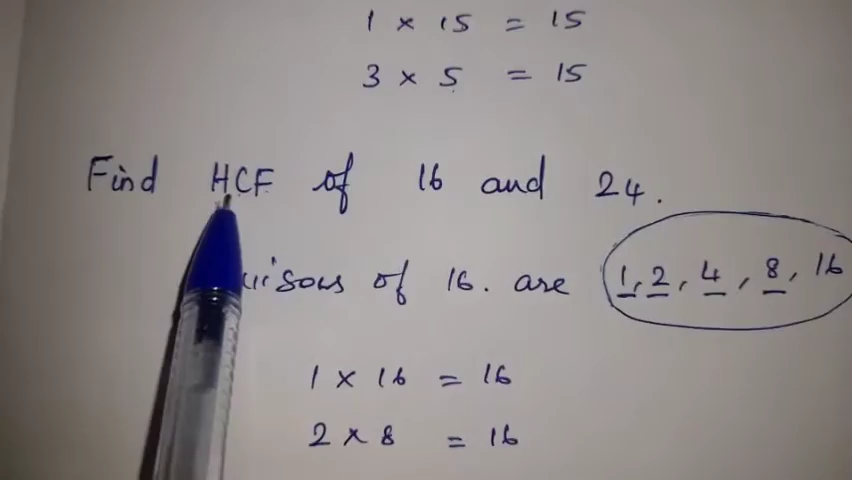 1 × 15 = 15
3 × 5 = 15
Find HCF of 16 and 24.
of 16. are 1, 2, 4, 8, 16
1 × 16 = 16
2 × 8 = 16